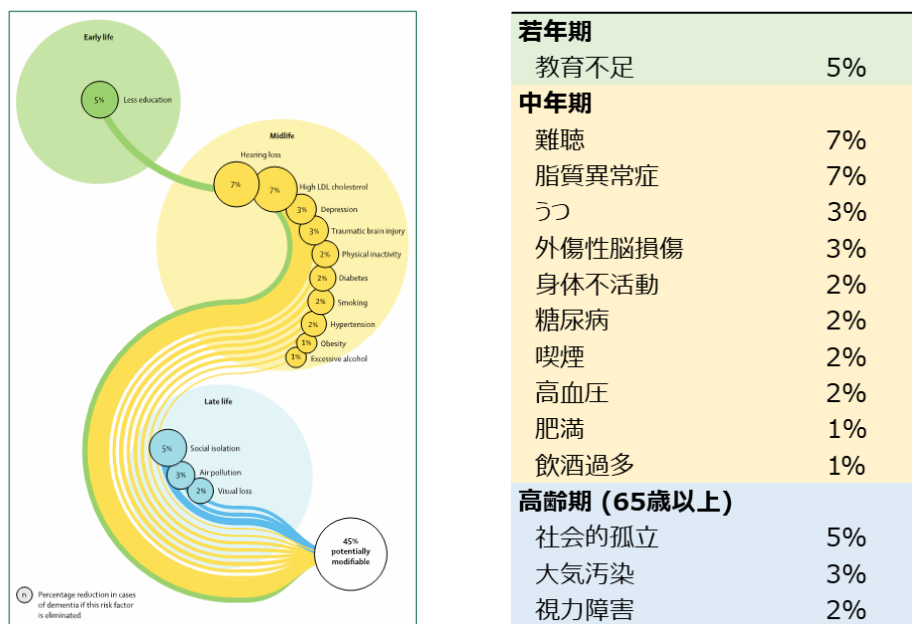 Early life
5%
Less education
Midlife
Hearing loss
7%
7%
High LDL cholesterol
3%
Depression
3%
Traumatic brain injury
2%
Physical inactivity
2%
Diabetes
2%
Smoking
2%
Hypertension
1%
Obesity
1%
Excessive alcohol
Late life
5%
Social isolation
3%
Air pollution
2%
Visual loss
45%
potentially
modifiable
n
Percentage reduction in cases
of dementia if this risk factor
is eliminated
若年期
教育不足 5%
中年期
難聴 7%
脂質異常症 7%
うつ 3%
外傷性脳損傷 3%
身体不活動 2%
糖尿病 2%
喫煙 2%
高血圧 2%
肥満 1%
飲酒過多 1%
高齢期 (65歳以上)
社会的孤立 5%
大気汚染 3%
視力障害 2%